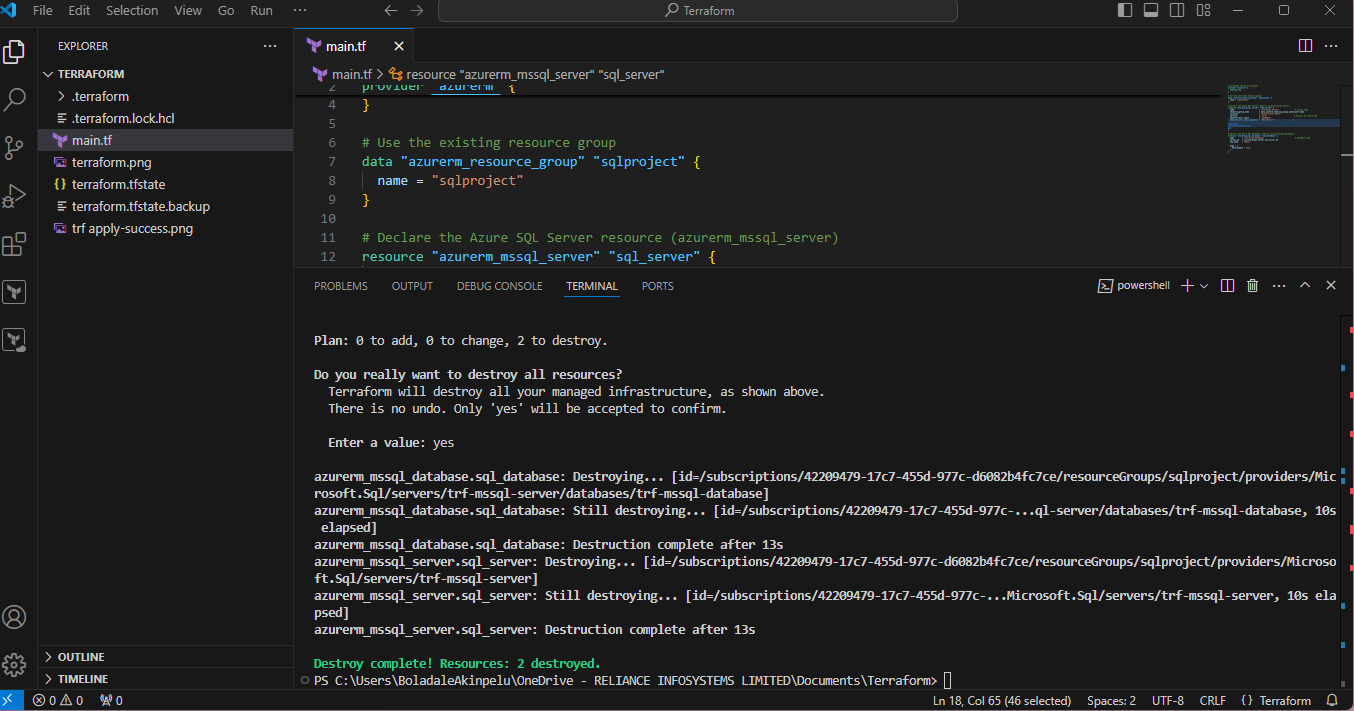 File Edit Selection View Go Run ··· Terraform
EXPLORER ···
main.tf
TERRAFORM
.terraform
.terraform.lock.hcl
main.tf
terraform.png
{} terraform.tfstate
terraform.tfstate.backup
trf apply-success.png
OUTLINE
TIMELINE
main.tf > resource "azurerm_mssql_server" "sql_server"
2 provider "azurerm" {
4 }
5
6 # Use the existing resource group
7 data "azurerm_resource_group" "sqlproject" {
8 name = "sqlproject"
9 }
10
11 # Declare the Azure SQL Server resource (azurerm_mssql_server)
12 resource "azurerm_mssql_server" "sql_server" {
PROBLEMS OUTPUT DEBUG CONSOLE TERMINAL PORTS powershell
Plan: 0 to add, 0 to change, 2 to destroy.
Do you really want to destroy all resources?
Terraform will destroy all your managed infrastructure, as shown above.
There is no undo. Only 'yes' will be accepted to confirm.
Enter a value: yes
azurerm_mssql_database.sql_database: Destroying... [id=/subscriptions/42209479-17c7-455d-977c-d6082b4fc7ce/resourceGroups/sqlproject/providers/Mic
rosoft.Sql/servers/trf-mssql-server/databases/trf-mssql-database]
azurerm_mssql_database.sql_database: Still destroying... [id=/subscriptions/42209479-17c7-455d-977c-...ql-server/databases/trf-mssql-database, 10s
elapsed]
azurerm_mssql_database.sql_database: Destruction complete after 13s
azurerm_mssql_server.sql_server: Destroying... [id=/subscriptions/42209479-17c7-455d-977c-d6082b4fc7ce/resourceGroups/sqlproject/providers/Microso
ft.Sql/servers/trf-mssql-server]
azurerm_mssql_server.sql_server: Still destroying... [id=/subscriptions/42209479-17c7-455d-977c-...Microsoft.Sql/servers/trf-mssql-server, 10s ela
psed]
azurerm_mssql_server.sql_server: Destruction complete after 13s
Destroy complete! Resources: 2 destroyed.
PS C:\Users\BoladaleAkinpelu\OneDrive - RELIANCE INFOSYSTEMS LIMITED\Documents\Terraform>
0 0 0 Ln 18, Col 65 (46 selected) Spaces: 2 UTF-8 CRLF {} Terraform